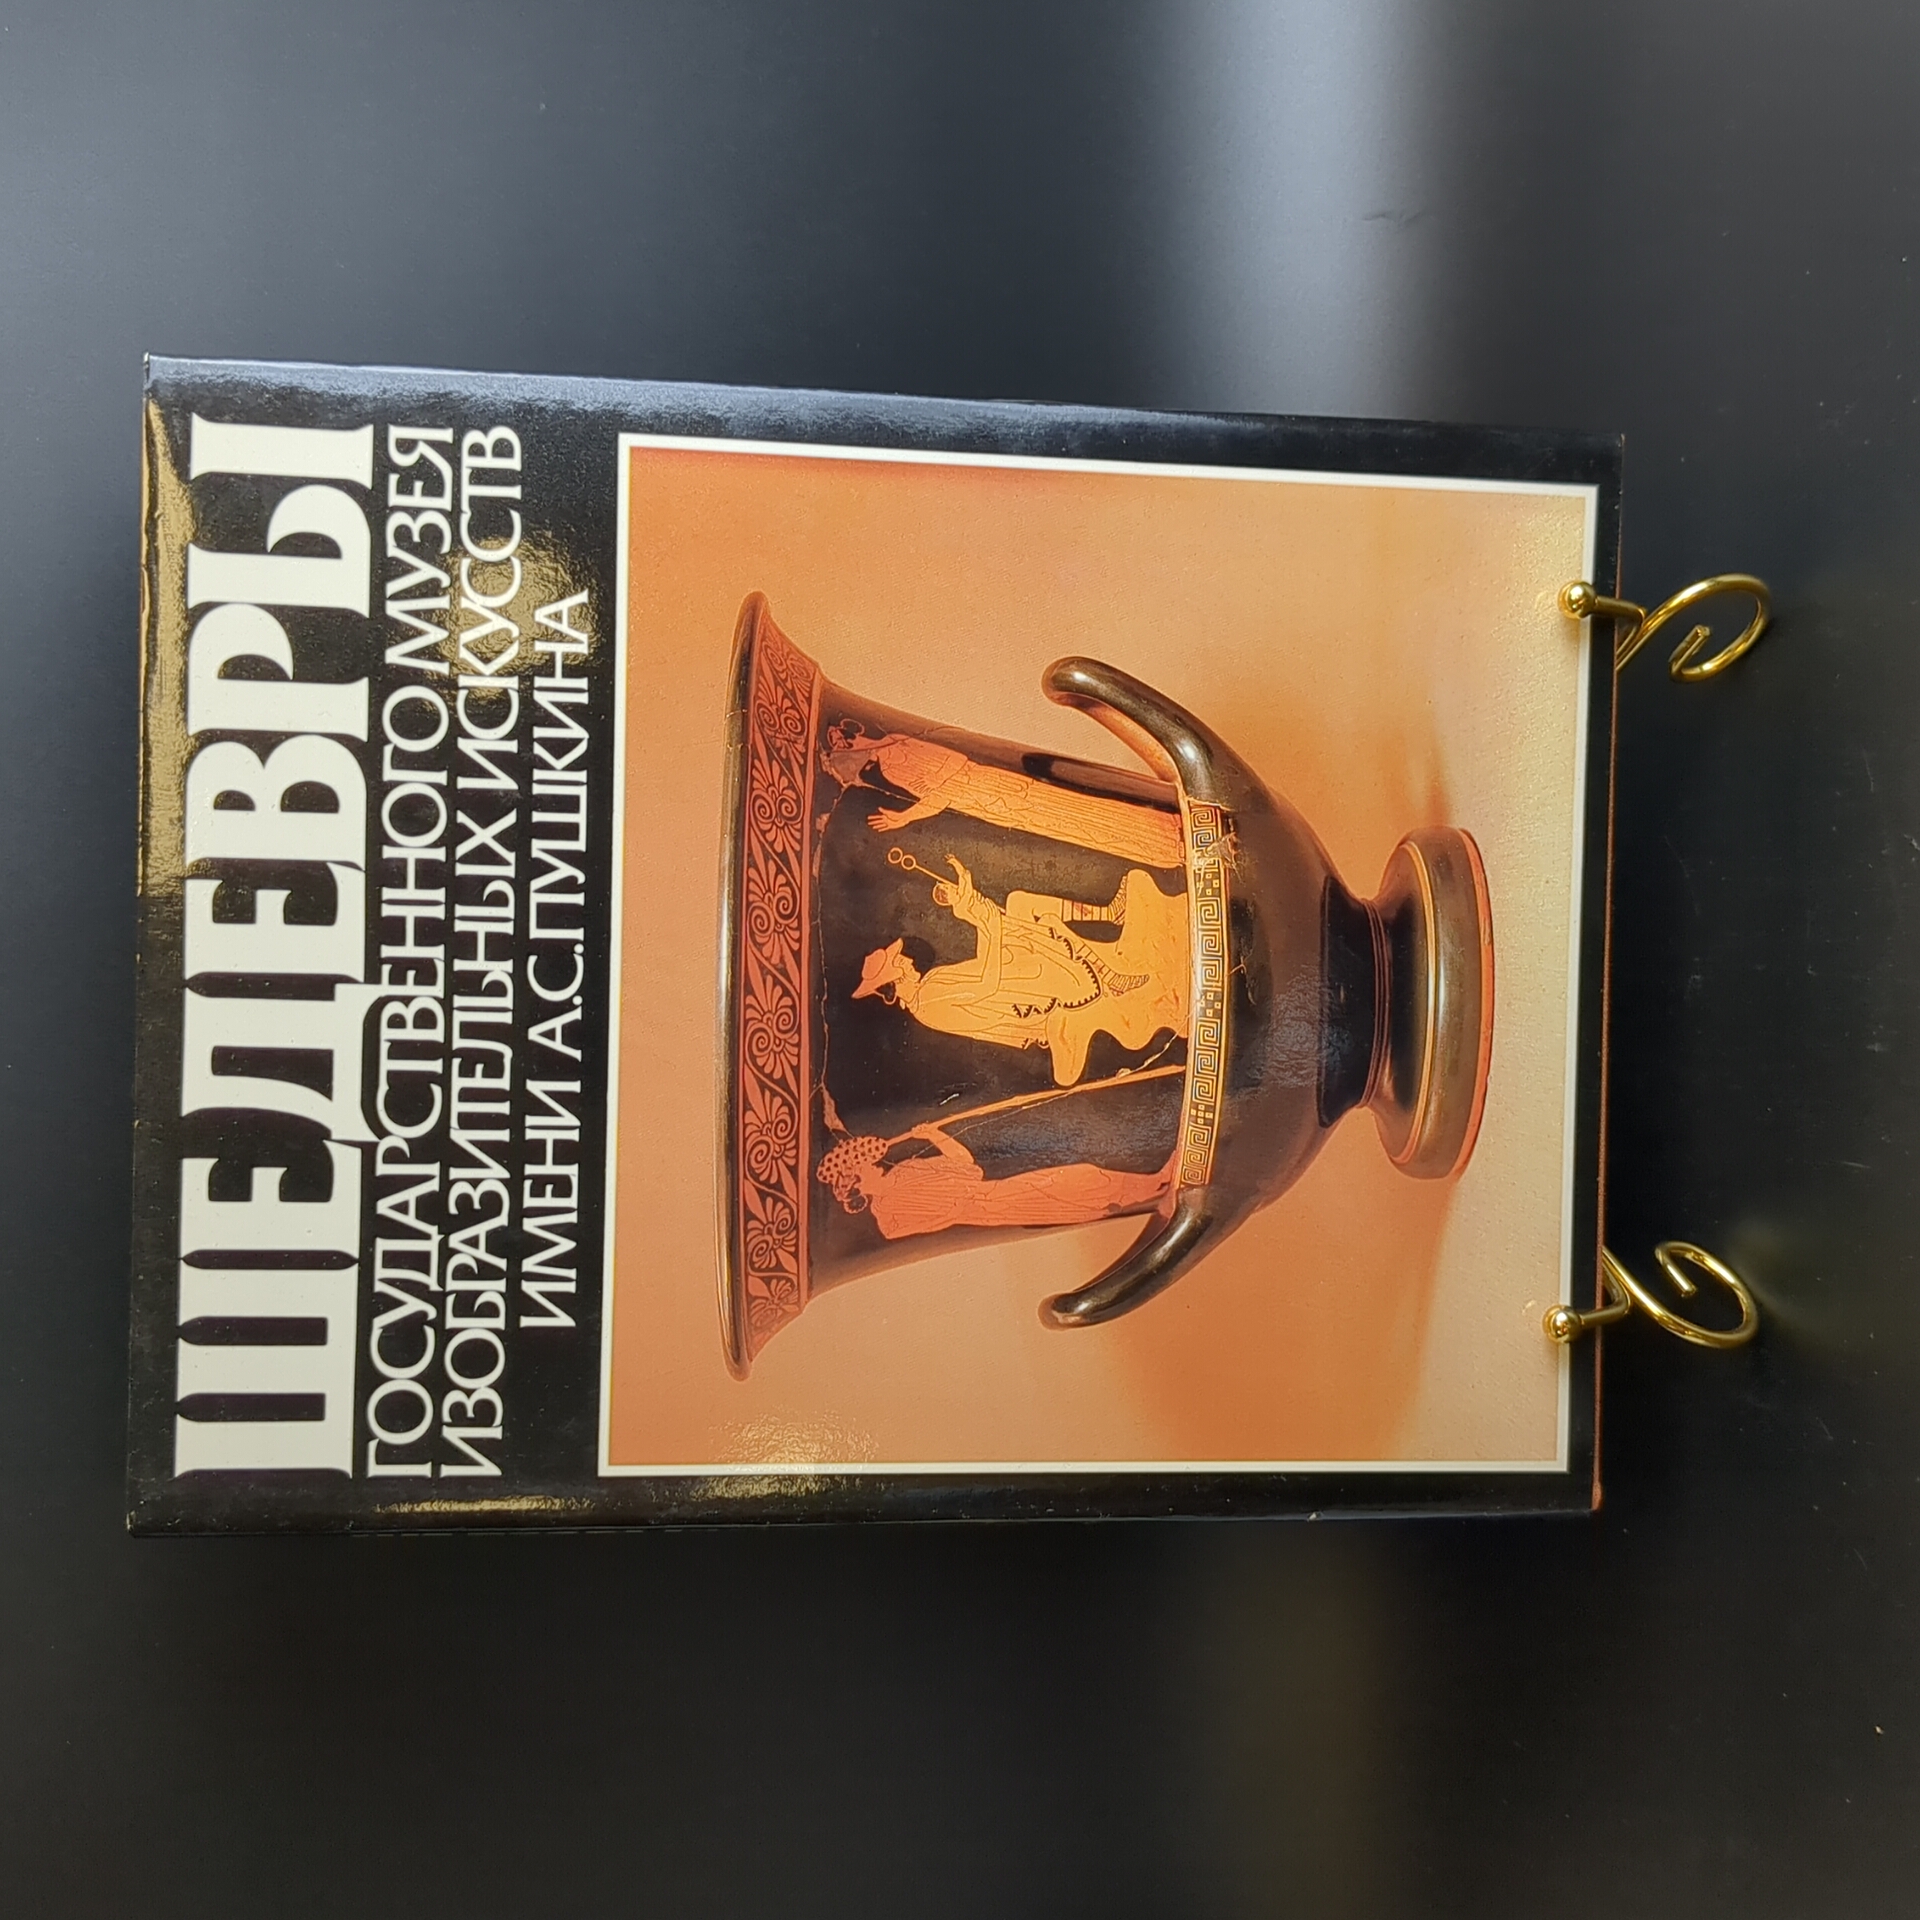 ШЕДЕВРЫ
ГОСУДАРСТВЕННОГО МУЗЕЯ
ИЗОБРАЗИТЕЛЬНЫХ ИСКУССТВ
ИМЕНИ А.С.ПУШКИНА